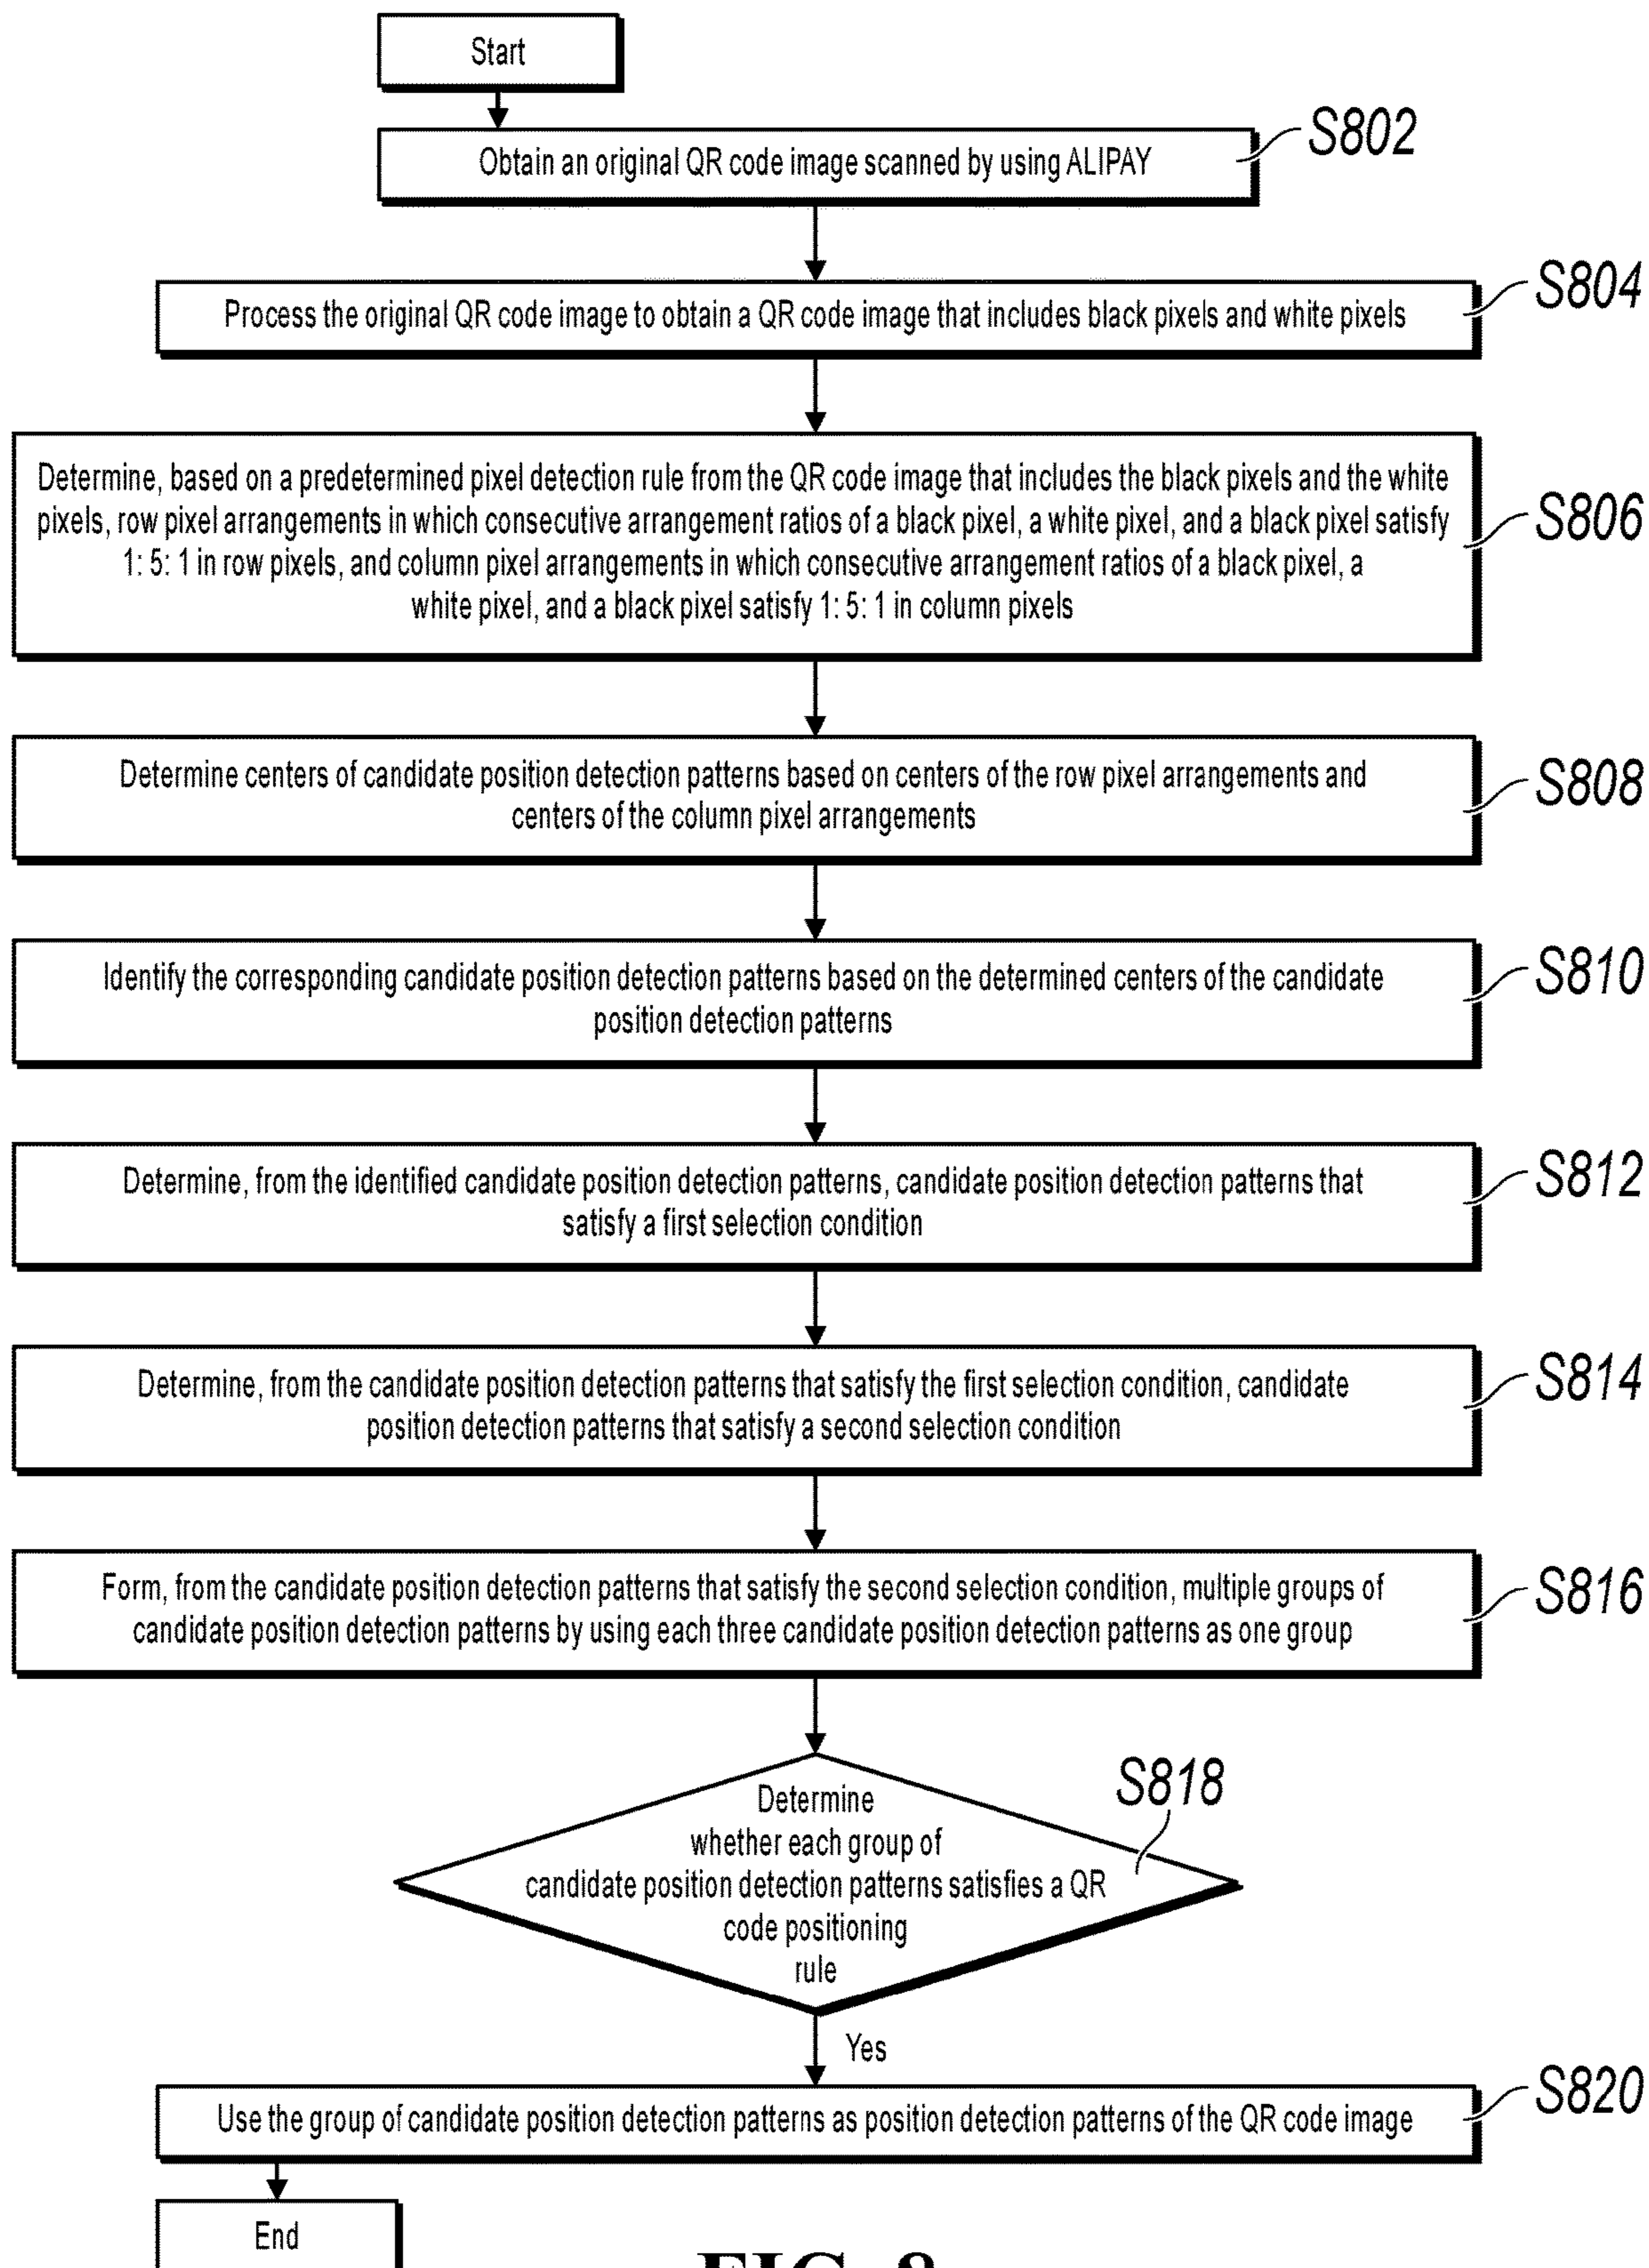 Start
Obtain an original QR code image scanned by using ALIPAY
S802
Process the original QR code image to obtain a QR code image that includes black pixels and white pixels
S804
Determine, based on a predetermined pixel detection rule from the QR code image that includes the black pixels and the white
pixels, row pixel arrangements in which consecutive arrangement ratios of a black pixel, a white pixel, and a black pixel satisfy
1: 5: 1 in row pixels, and column pixel arrangements in which consecutive arrangement ratios of a black pixel, a
white pixel, and a black pixel satisfy 1: 5: 1 in column pixels
S806
Determine centers of candidate position detection patterns based on centers of the row pixel arrangements and
centers of the column pixel arrangements
S808
Identify the corresponding candidate position detection patterns based on the determined centers of the candidate
position detection patterns
S810
Determine, from the identified candidate position detection patterns, candidate position detection patterns that
satisfy a first selection condition
S812
Determine, from the candidate position detection patterns that satisfy the first selection condition, candidate
position detection patterns that satisfy a second selection condition
S814
Form, from the candidate position detection patterns that satisfy the second selection condition, multiple groups of
candidate position detection patterns by using each three candidate position detection patterns as one group
S816
Determine
whether each group of
candidate position detection patterns satisfies a QR
code positioning
rule
S818
Yes
Use the group of candidate position detection patterns as position detection patterns of the QR code image
S820
End
FIG. 8